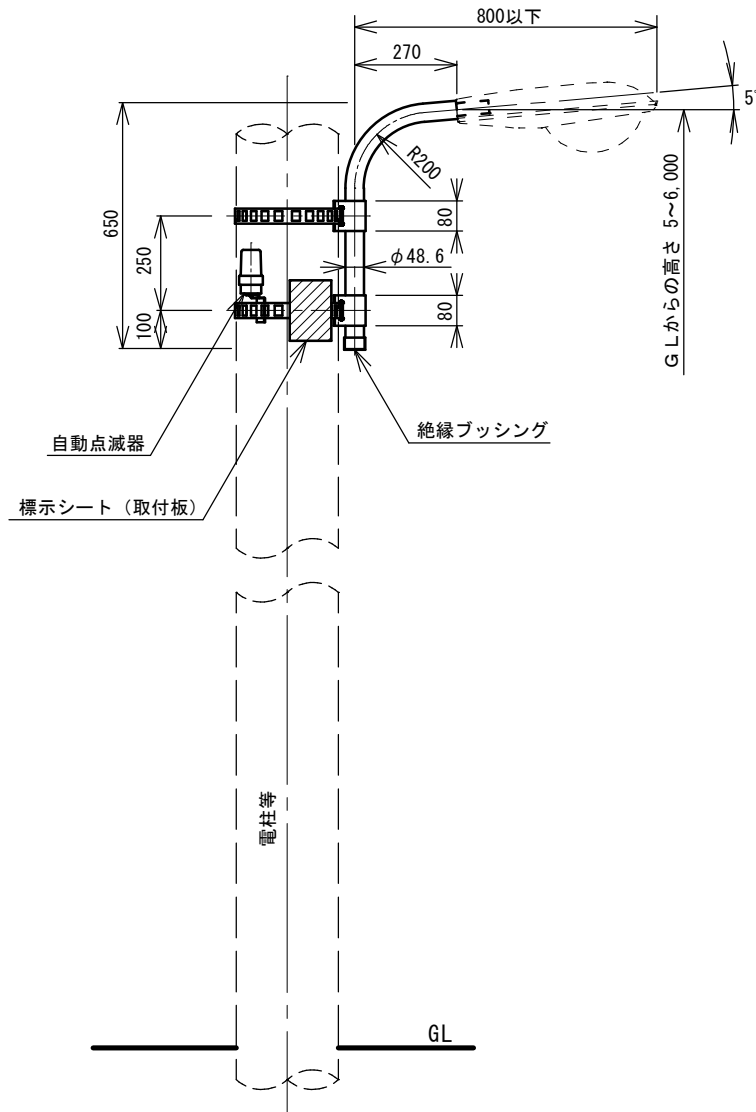 800以下
270
5°
R200
650
250
100
80
φ48.6
80
GLからの高さ 5~6,000
自動点滅器
絶縁ブッシング
標示シート（取付板）
電柱等
GL